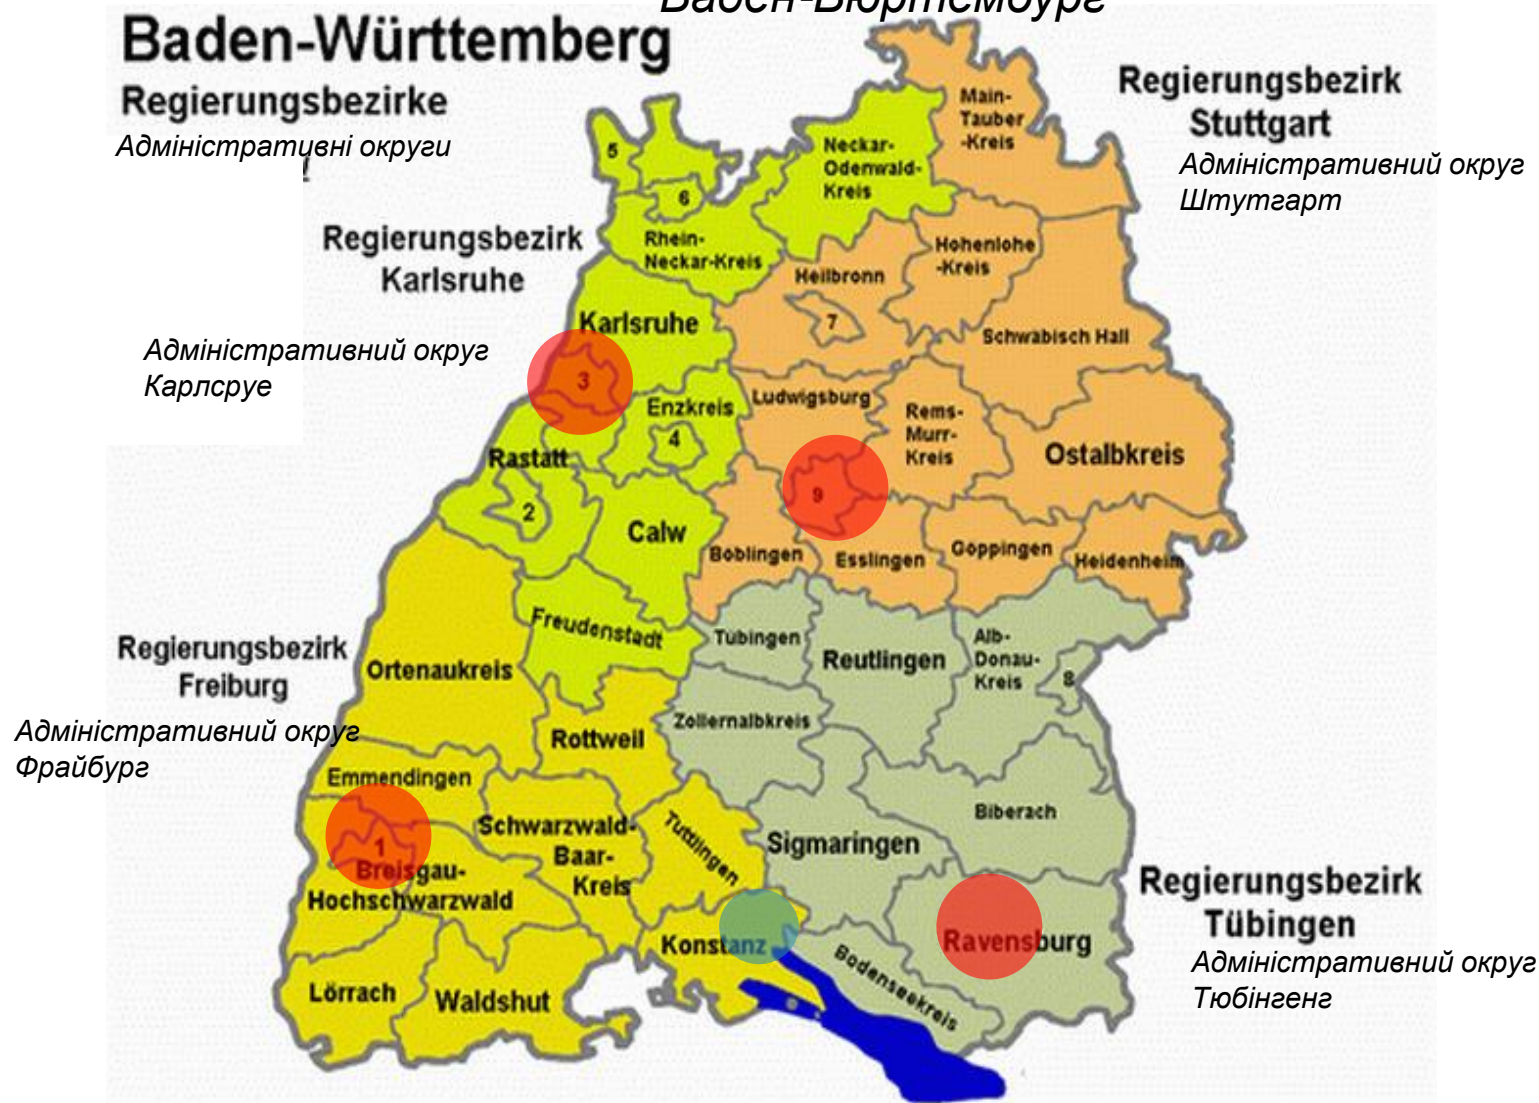 Баден-Вюртембург
Baden-Württemberg
Regierungsbezirke
Адміністративні округи
Regierungsbezirk
Stuttgart
Адміністративний округ
Штутгарт
Regierungsbezirk
Karlsruhe
Адміністративний округ
Карлсруе
Regierungsbezirk
Freiburg
Адміністративний округ
Фрайбург
Regierungsbezirk
Tübingen
Адміністративний округ
Тюбінгенг
Main-
Tauber
-Kreis
Neckar-
Odenwald-
Kreis
5
6
Rhein-
Neckar-Kreis
Hohenlohe
-Kreis
Heilbronn
7
Karlsruhe
Schwäbisch Hall
3
Enzkreis
4
Ludwigsburg
Rems-
Murr-
Kreis
Ostalbkreis
Rastatt
2
9
Calw
Böblingen
Esslingen
Göppingen
Heidenheim
Freudenstadt
Tübingen
Reutlingen
Alb-
Donau-
Kreis
8
Ortenaukreis
Zollernalbkreis
Rottweil
Emmendingen
Biberach
Schwarzwald-
Baar-
Kreis
Tuttlingen
Sigmaringen
1
Breisgau-
Hochschwarzwald
Konstanz
Ravensburg
Bodenseekreis
Lörrach
Waldshut